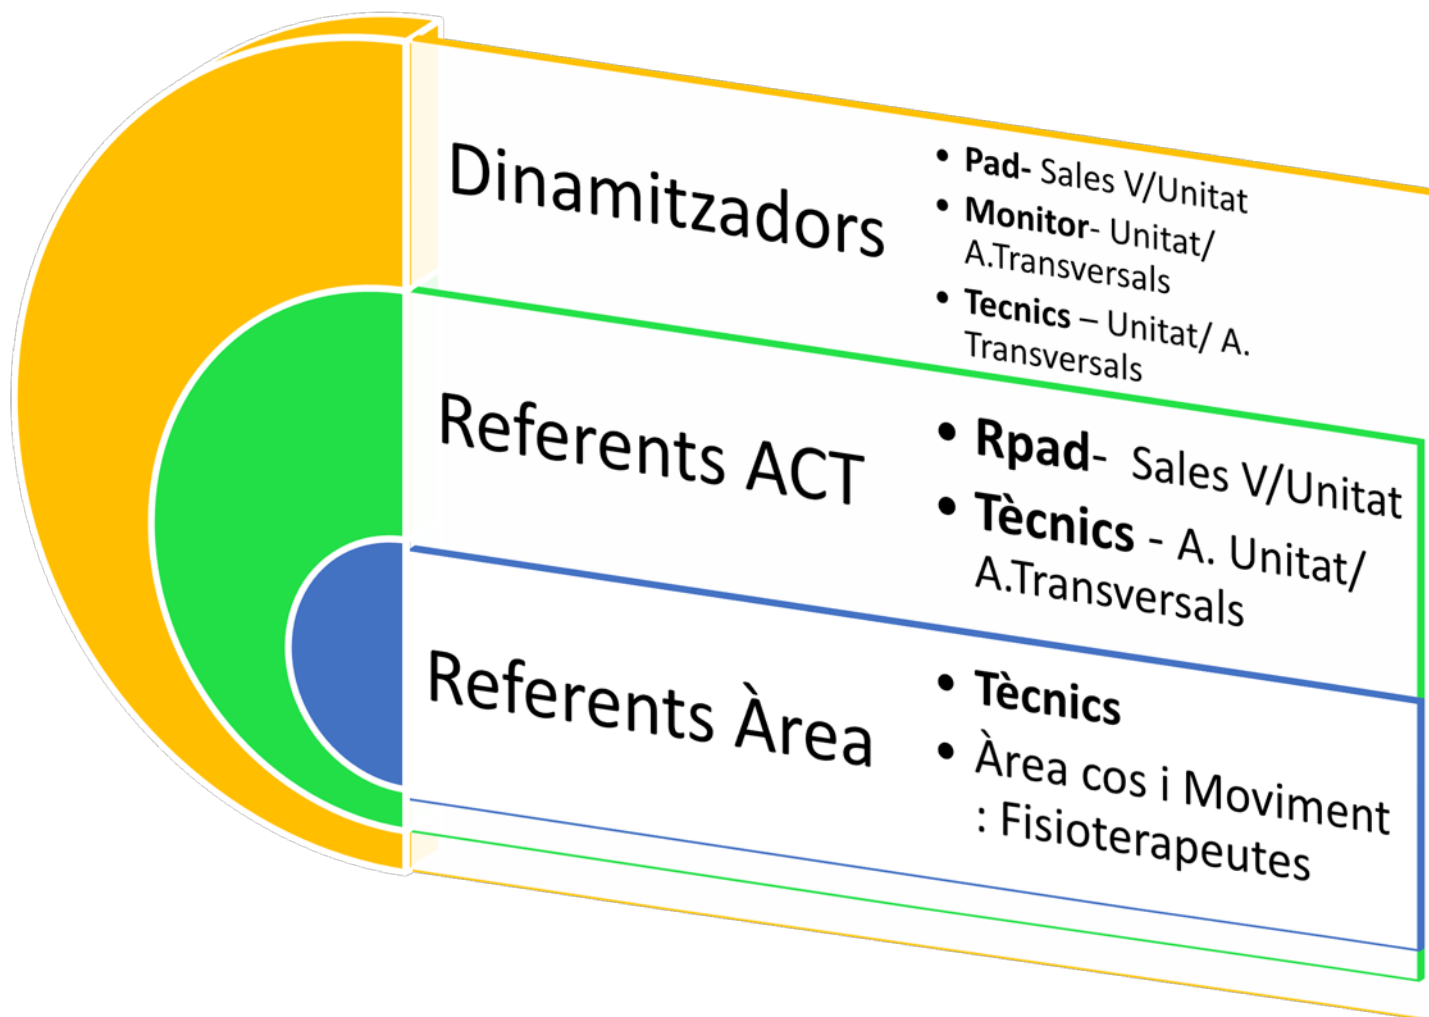 Dinamitzadors
• Pad- Sales V/Unitat
• Monitor- Unitat/
A.Transversals
• Tecnics – Unitat/ A.
Transversals
Referents ACT
• Rpad- Sales V/Unitat
• Tècnics - A. Unitat/
A.Transversals
Referents Àrea
• Tècnics
• Àrea cos i Moviment
: Fisioterapeutes